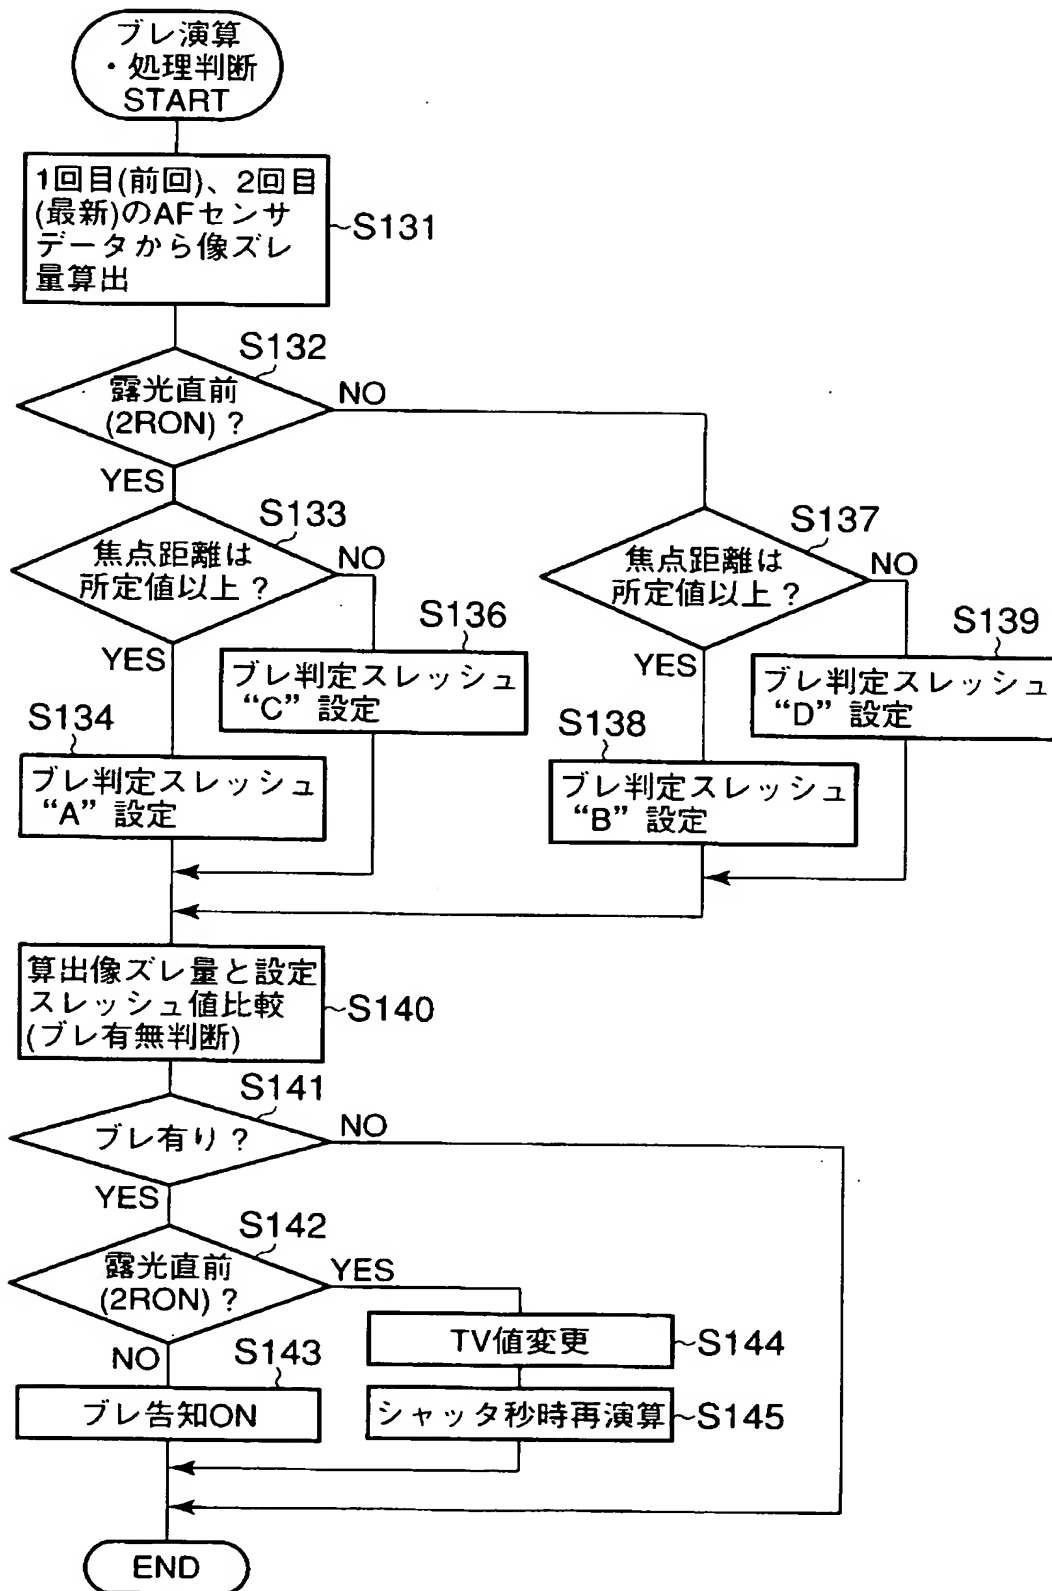 ブレ演算
・処理判断
START
1回目(前回)、2回目
(最新)のAFセンサ
データから像ズレ
量算出
S131
S132
露光直前
(2RON)?
NO
YES
S133
焦点距離は
所定値以上?
NO
YES
S137
焦点距離は
所定値以上?
NO
YES
S136
ブレ判定スレッシュ
“C” 設定
S139
ブレ判定スレッシュ
“D” 設定
S134
ブレ判定スレッシュ
“A” 設定
S138
ブレ判定スレッシュ
“B” 設定
算出像ズレ量と設定
スレッシュ値比較
(ブレ有無判断)
S140
S141
ブレ有り?
NO
YES
S142
露光直前
(2RON)?
YES
NO
S143
ブレ告知ON
TV値変更
S144
シャッタ秒時再演算
S145
END